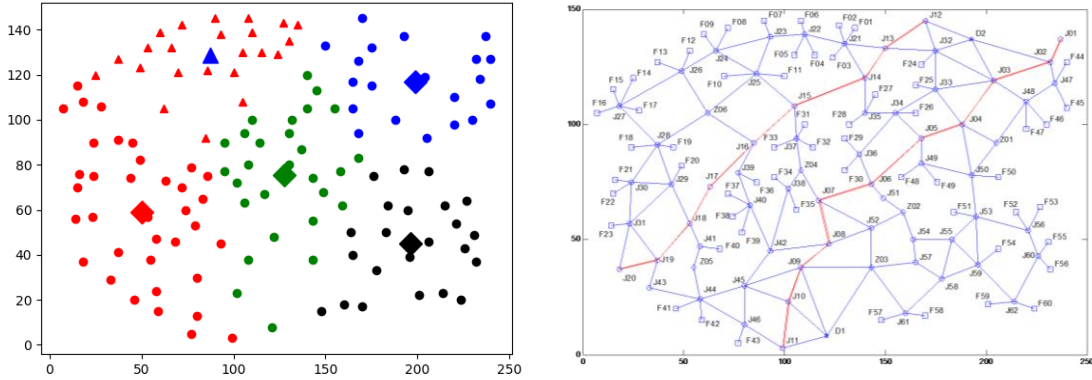 140
120
100
80
60
40
20
0
0 50 100 150 200 250
150
100
50
0
0 50 100 150 200 250
F07 F06 J12
F09 F08 F02 F01 J01
J23 J22 J21 J13 J32 D2
F12 F05 F04 F03 J02 F44
F13 J24 F24
J26 J25 F11 J14 J03
F10 F25 J33 J47
F15 F14 F27 J48
F16 F17 J15 F26 F45
J27 Z06 F28 J35 J34 F46
F31 J04 F47
J28 F33 J05 Z01
F18 F19 J16 J37 F32 J36
F20 J39 Z04 F30 J49
F21 F34 J06 F48 J50 F50
J30 J29 J17 F37 F36 J38 F49
F22 J40 F35 J07 J51
F38 Z02 F51 F52 F53
F23 J31 J18 F39 J52 J53
J41 F40 J42 J08 J54 J55 J56
F54 F55
J19 Z05 J09 Z03 J57 J59 J60
J20 J45 F56
J43 J44 J58
F41 J10 F59 F60
F42 J46 F57 J61 F58 J62
F43 J11 D1